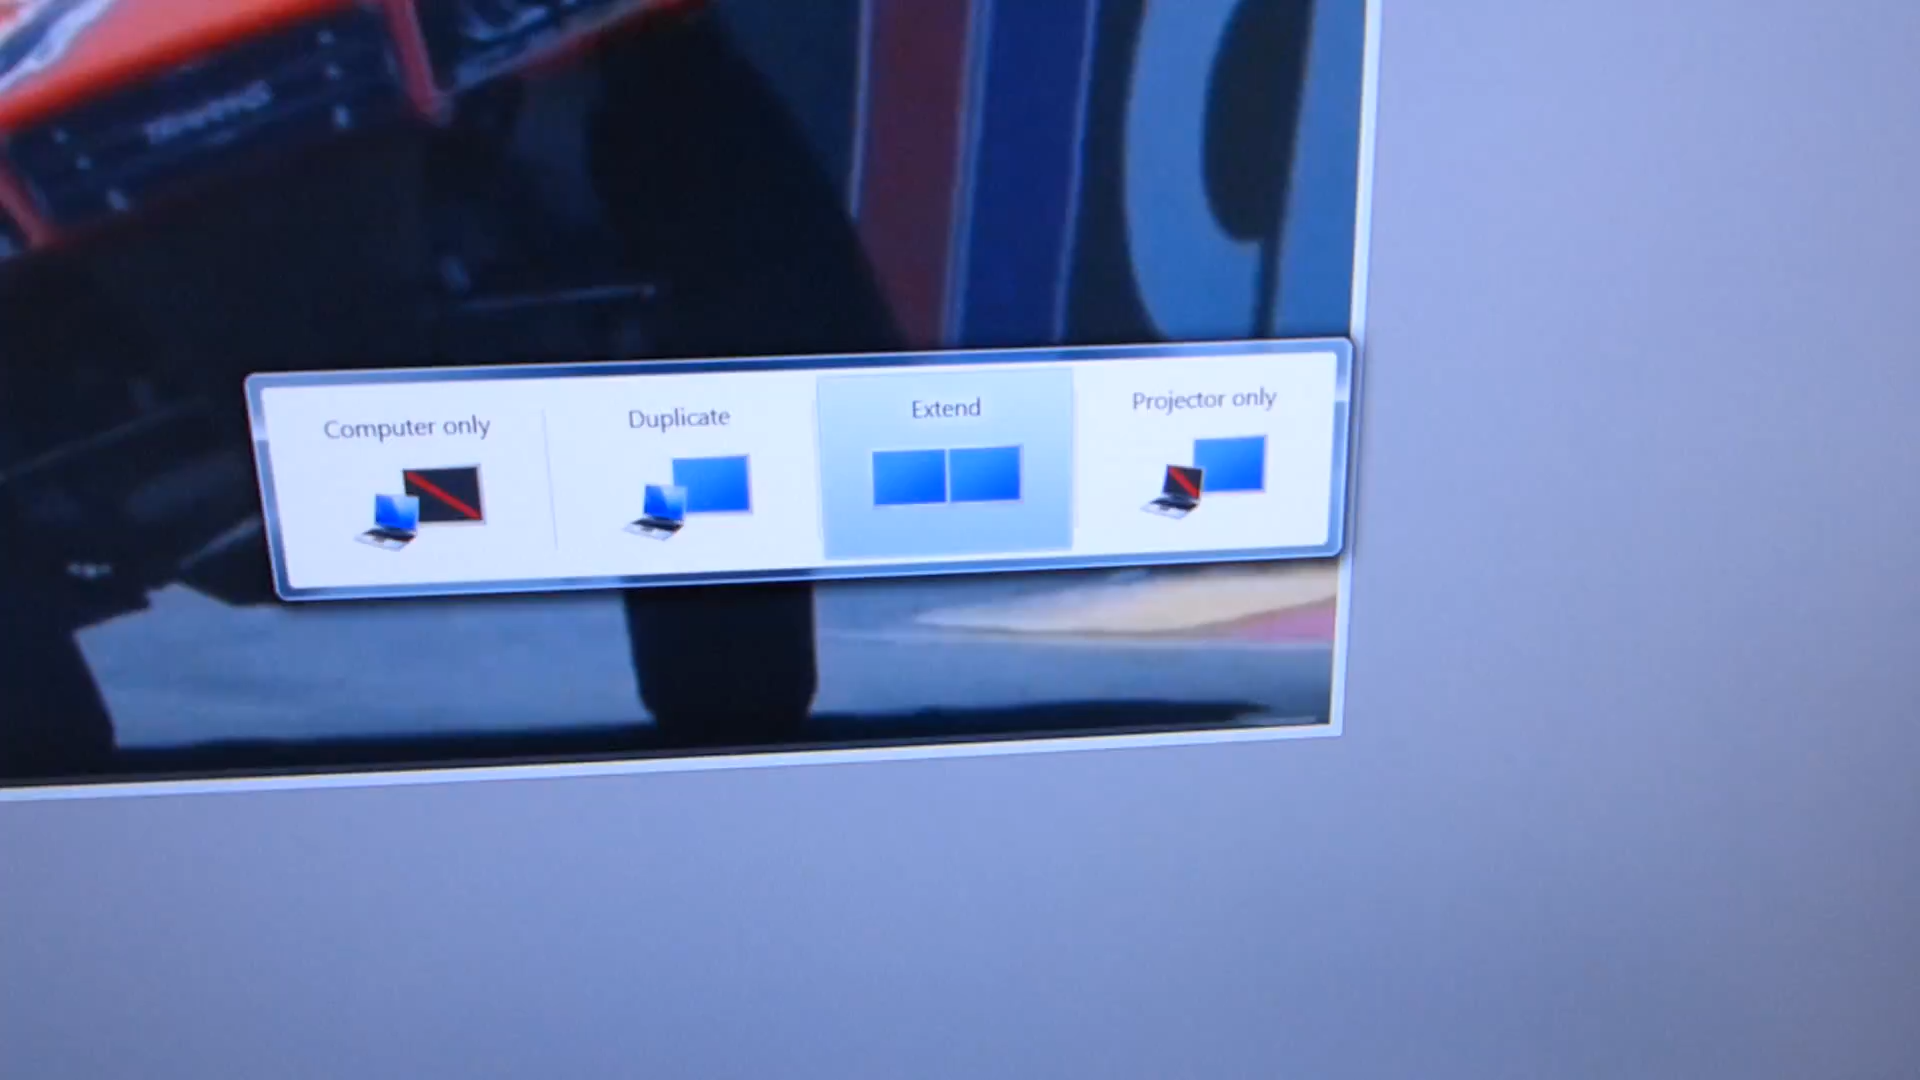 Computer only
Duplicate
Extend
Projector only